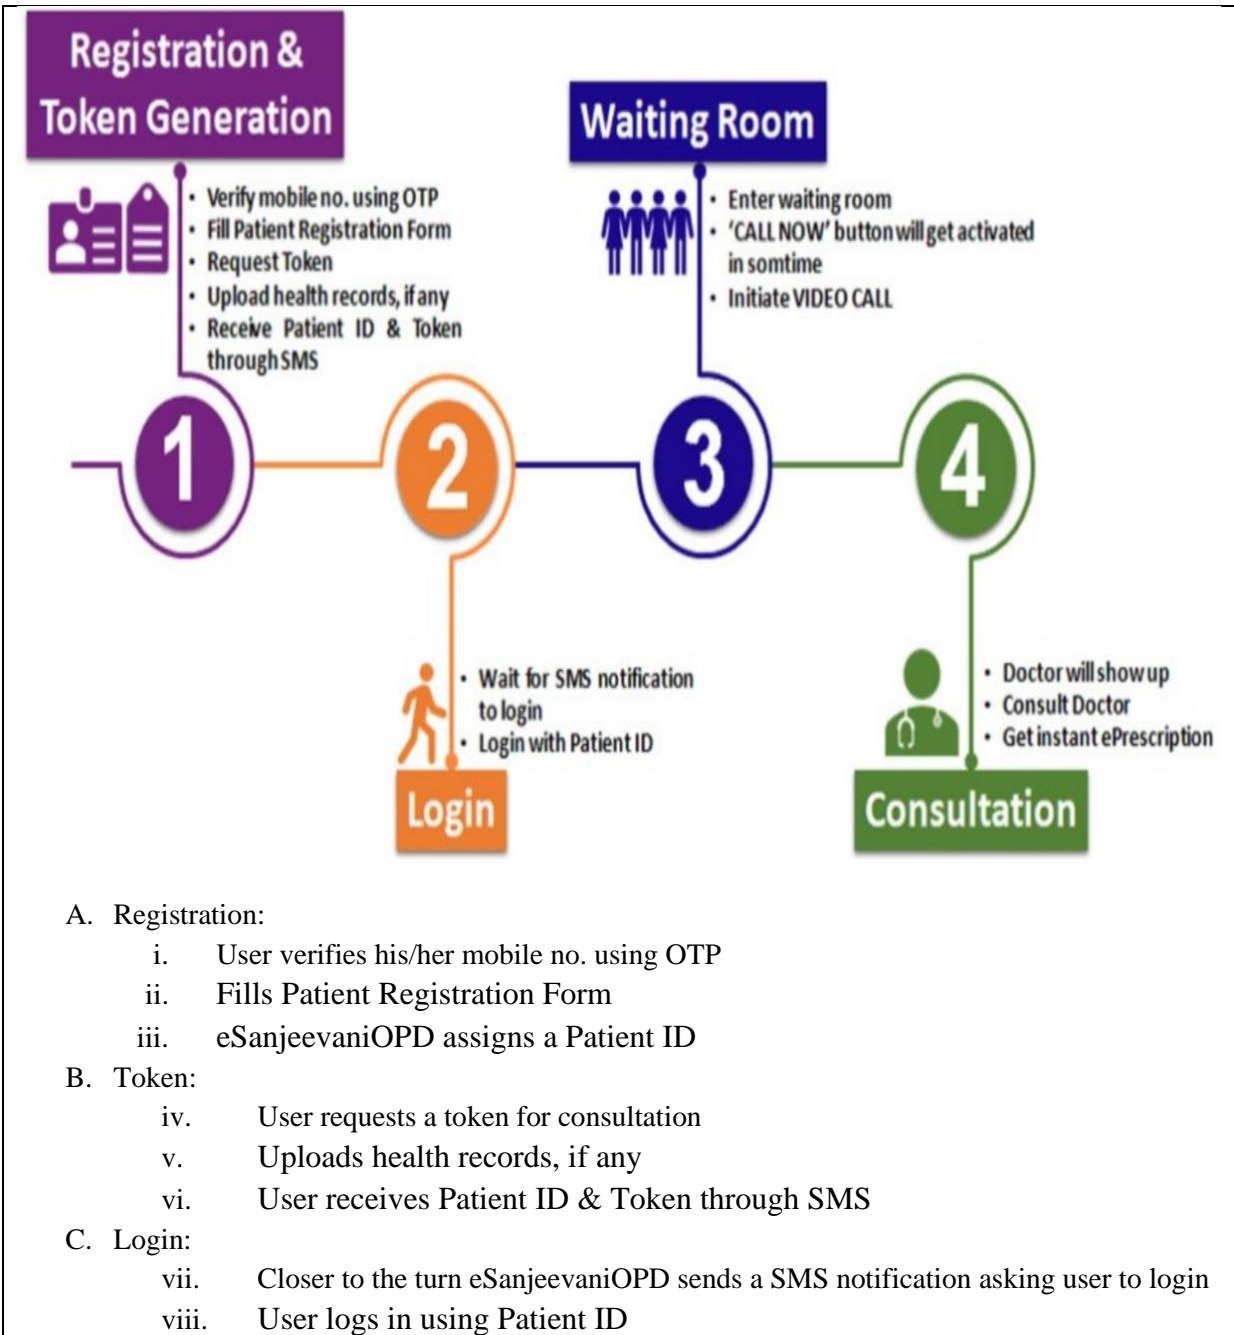 Registration &
Token Generation
• Verify mobile no. using OTP
• Fill Patient Registration Form
• Request Token
• Upload health records, if any
• Receive Patient ID & Token
through SMS
Waiting Room
• Enter waiting room
• ‘CALL NOW’ button will get activated
in somtime
• Initiate VIDEO CALL
1
2
3
4
• Wait for SMS notification
to login
• Login with Patient ID
Login
• Doctor will show up
• Consult Doctor
• Get instant ePrescription
Consultation
A. Registration:
i. User verifies his/her mobile no. using OTP
ii. Fills Patient Registration Form
iii. eSanjeevaniOPD assigns a Patient ID
B. Token:
iv. User requests a token for consultation
v. Uploads health records, if any
vi. User receives Patient ID & Token through SMS
C. Login:
vii. Closer to the turn eSanjeevaniOPD sends a SMS notification asking user to login
viii. User logs in using Patient ID